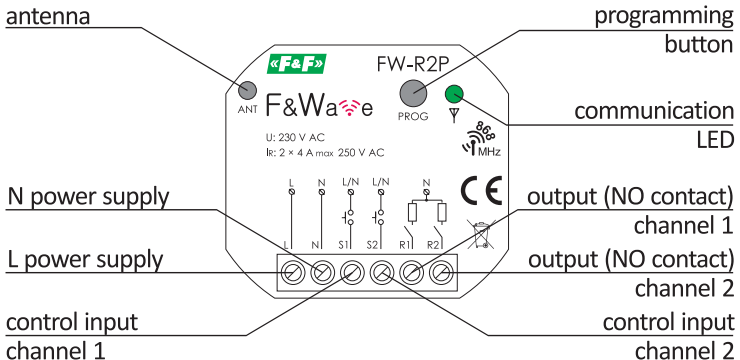 antenna
programming
button
«F&F»
FW-R2P
ANT
F&Wave
PROG
communication
LED
868
MHz
U: 230 V AC
IR: 2 × 4 A max 250 V AC
L N L/N L/N N
CE
N power supply
output (NO contact)
channel 1
L N S1 S2 R1 R2
L power supply
output (NO contact)
channel 2
control input
channel 1
control input
channel 2